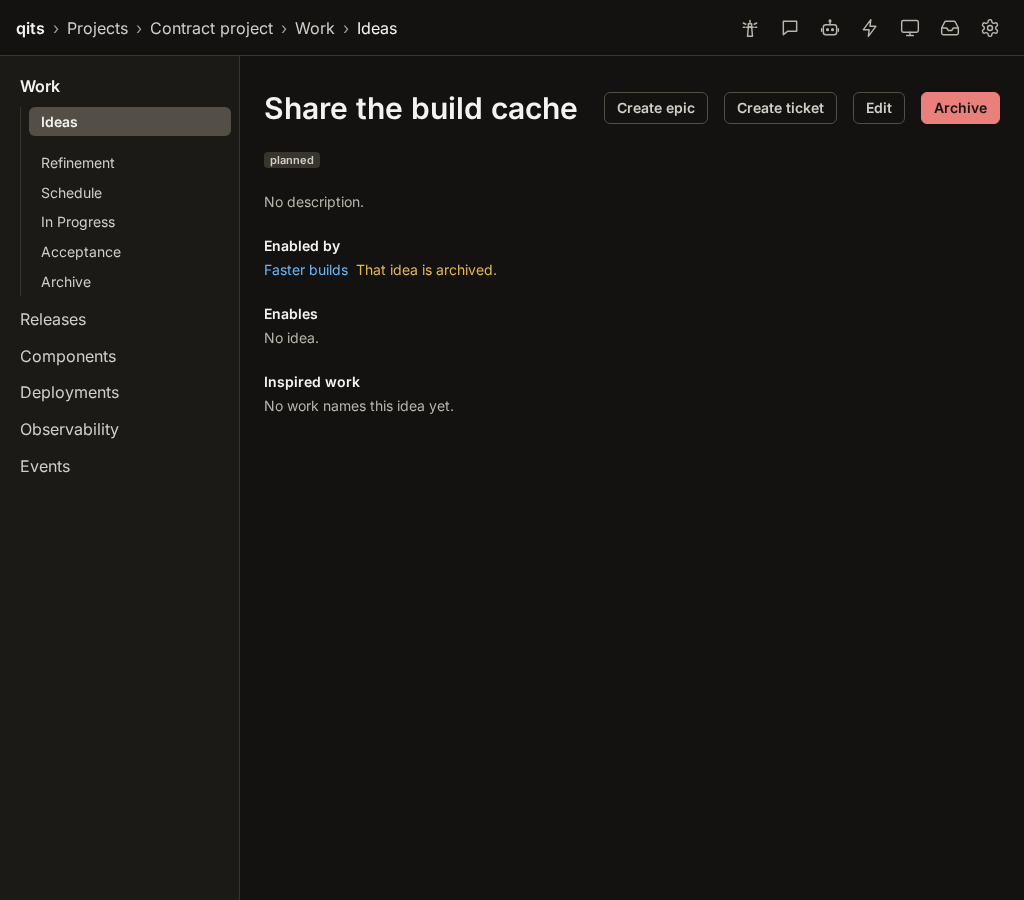 qits › Projects › Contract project › Work › Ideas
Work
Ideas
Refinement
Schedule
In Progress
Acceptance
Archive
Releases
Components
Deployments
Observability
Events
Share the build cache
Create epic
Create ticket
Edit
Archive
planned
No description.
Enabled by
Faster builds That idea is archived.
Enables
No idea.
Inspired work
No work names this idea yet.